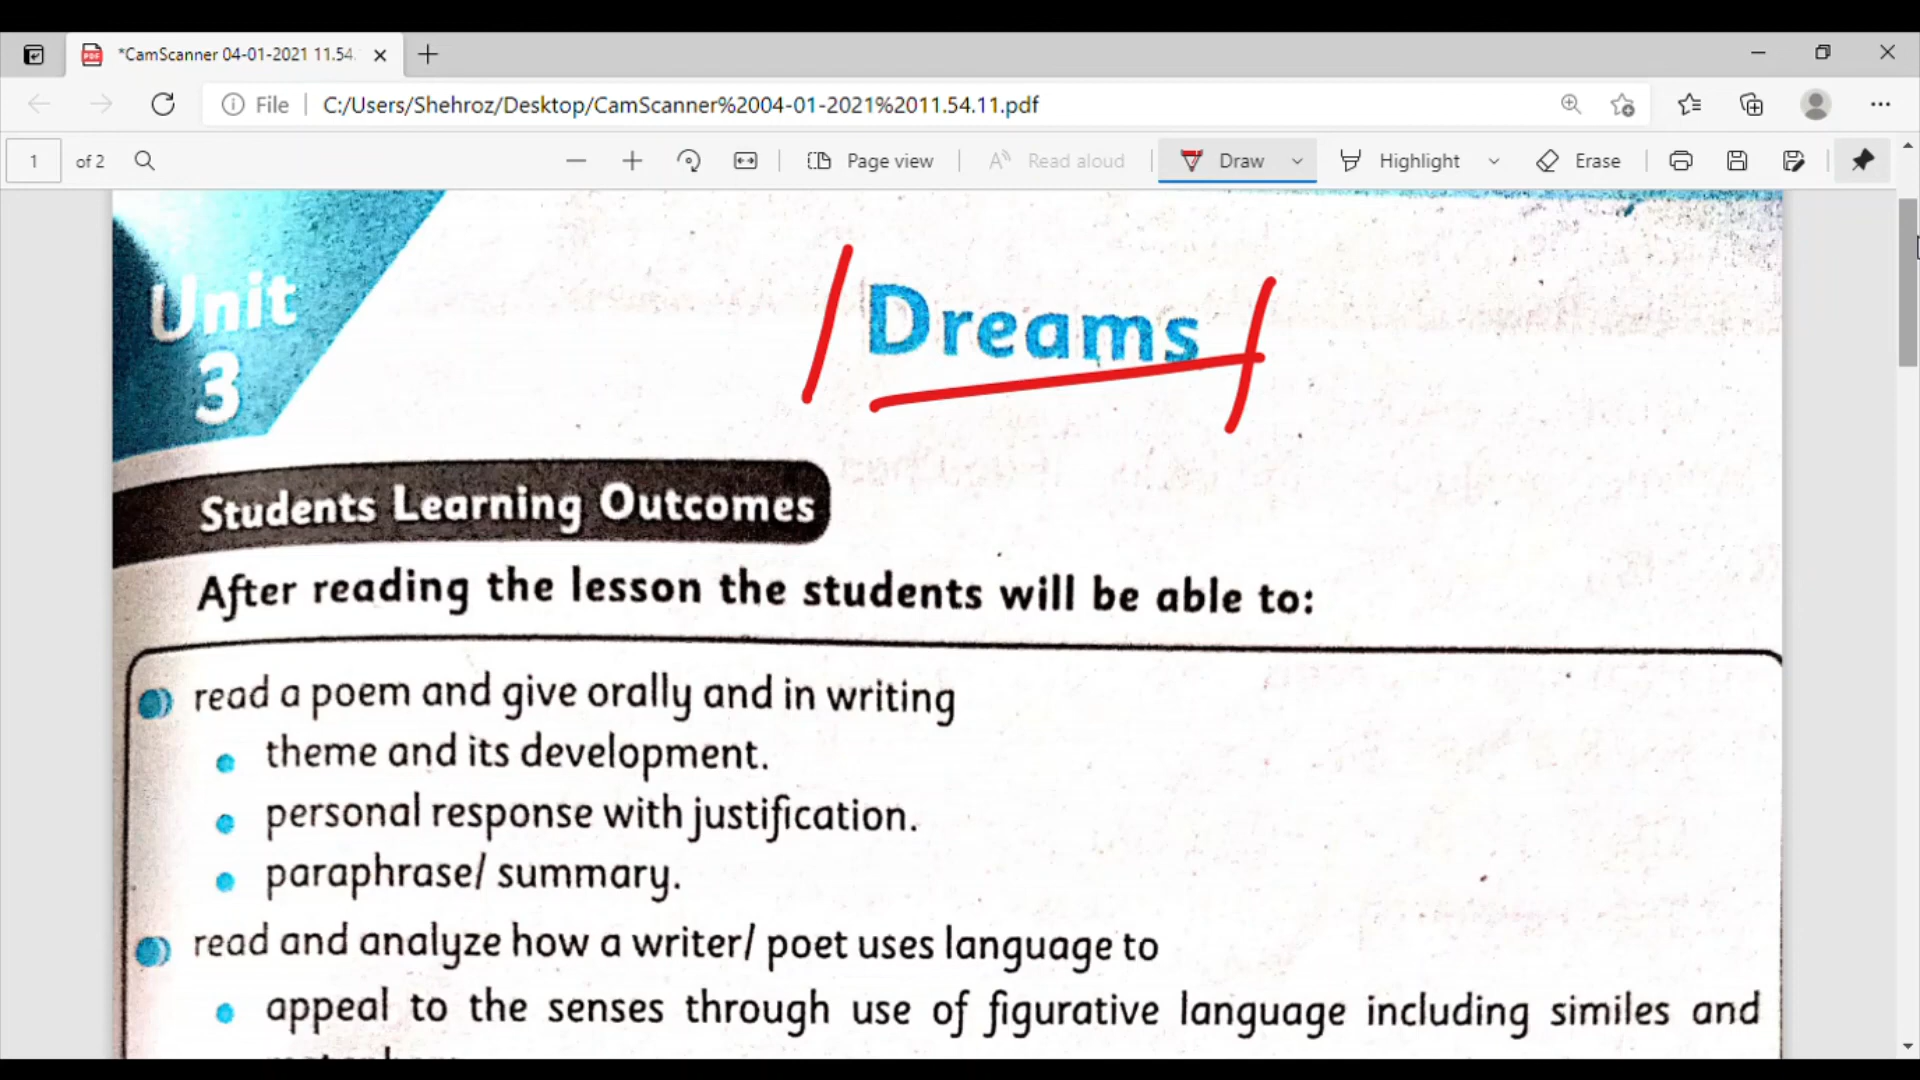 *CamScanner 04-01-2021 11.54.
File
C:/Users/Shehroz/Desktop/CamScanner%2004-01-2021%2011.54.11.pdf
1 of 2
Page view
Read aloud
Draw
Highlight
Erase
Unit
3
Dreams
Students Learning Outcomes
After reading the lesson the students will be able to:
read a poem and give orally and in writing
theme and its development.
personal response with justification.
paraphrase/ summary.
read and analyze how a writer/ poet uses language to
appeal to the senses through use of figurative language including similes and